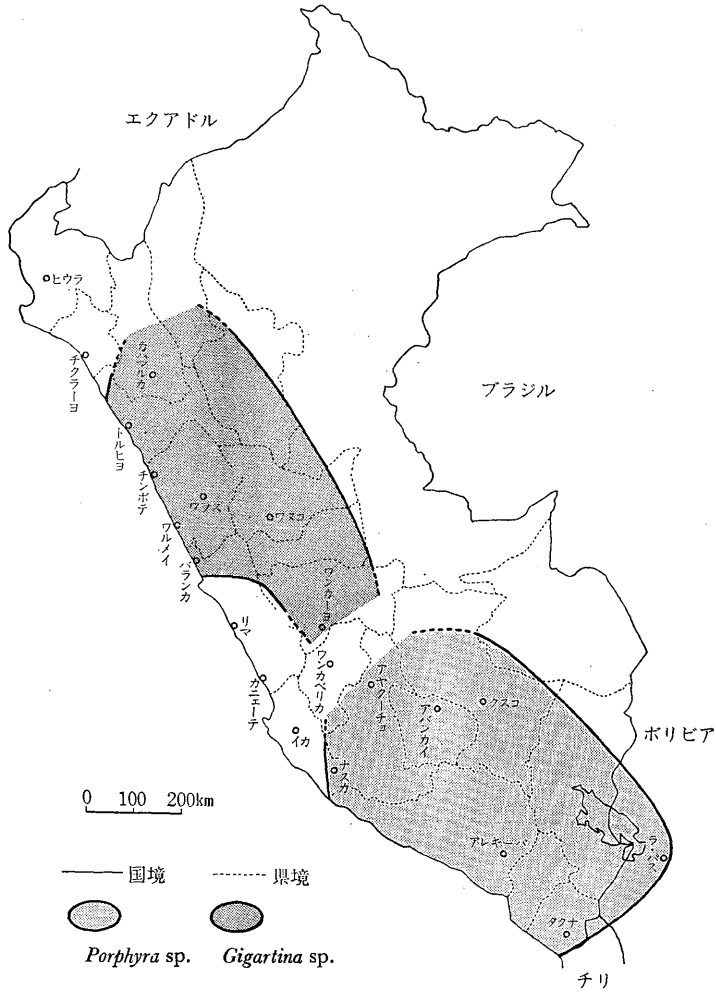 エクアドル
ヒウラ
チクラーヨ
カハマルカ
ブラジル
トルヒヨ
チンボテ
ワラス
ワヌコ
ワルメイ
バランカ
ワンカーヨ
リマ
ワンカベリカ
カニェーテ
アヤクーチョ
アバンカイ
クスコ
イカ
ボリビア
ナスカ
0 100 200km
アレキーパ
ラ・パス
国境 県境
タクナ
Porphyra sp. Gigartina sp.
チリ